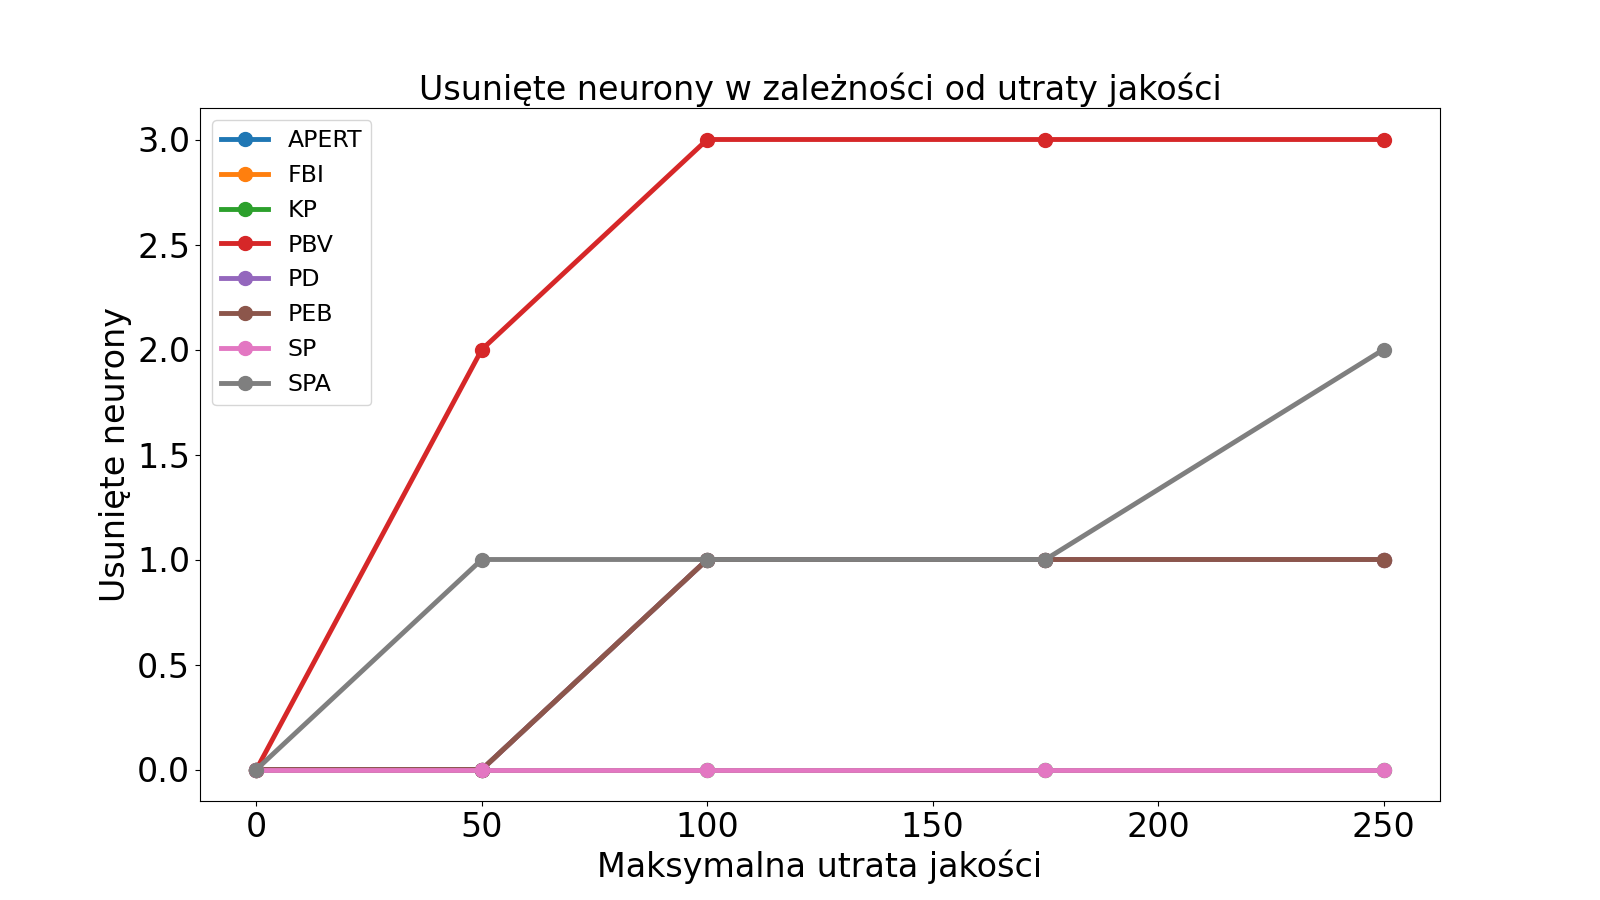 Usunięte neurony w zależności od utraty jakości
3.0
2.5
2.0
1.5
1.0
0.5
0.0
Usunięte neurony
APERT
FBI
KP
PBV
PD
PEB
SP
SPA
0 50 100 150 200 250
Maksymalna utrata jakości